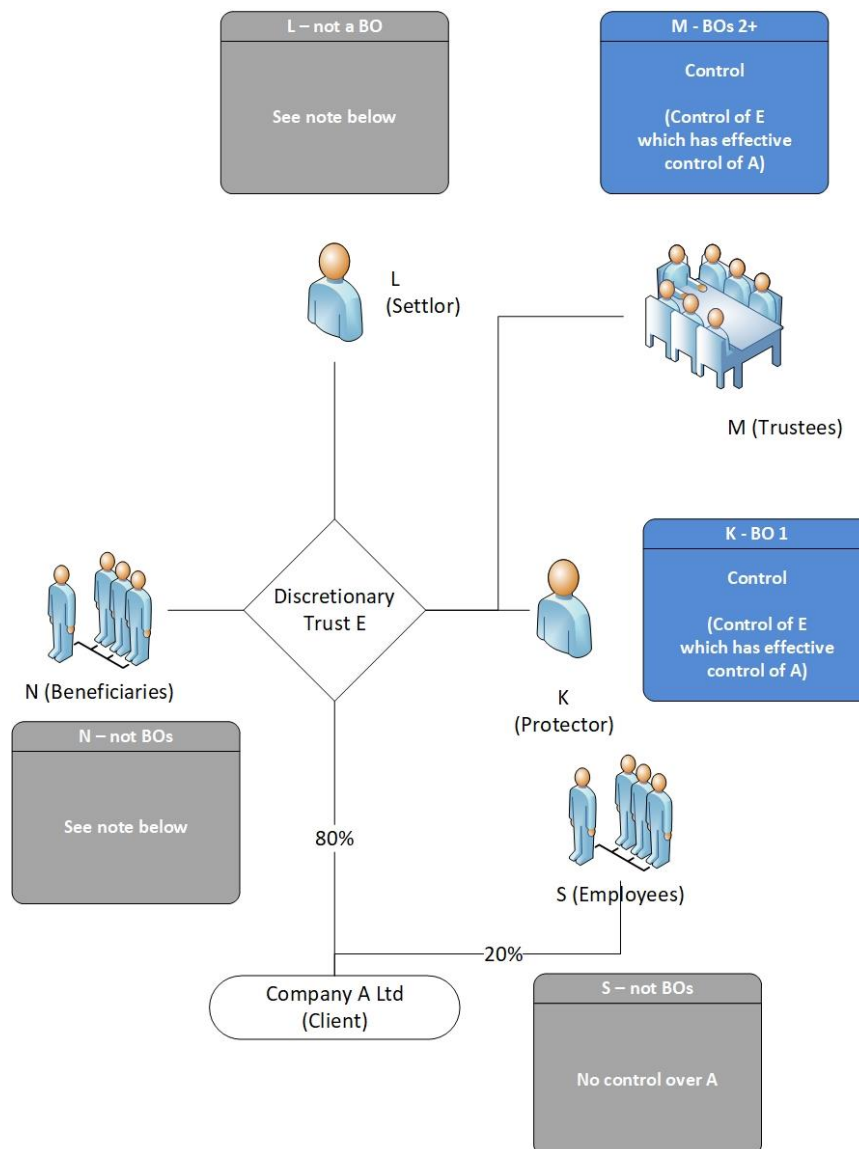 L – not a BO
See note below
M - BOs 2+
Control
(Control of E
which has effective
control of A)
L
(Settlor)
M (Trustees)
K - BO 1
Control
(Control of E
which has effective
control of A)
Discretionary
Trust E
N (Beneficiaries)
K
(Protector)
N – not BOs
See note below
80%
S (Employees)
20%
Company A Ltd
(Client)
S – not BOs
No control over A